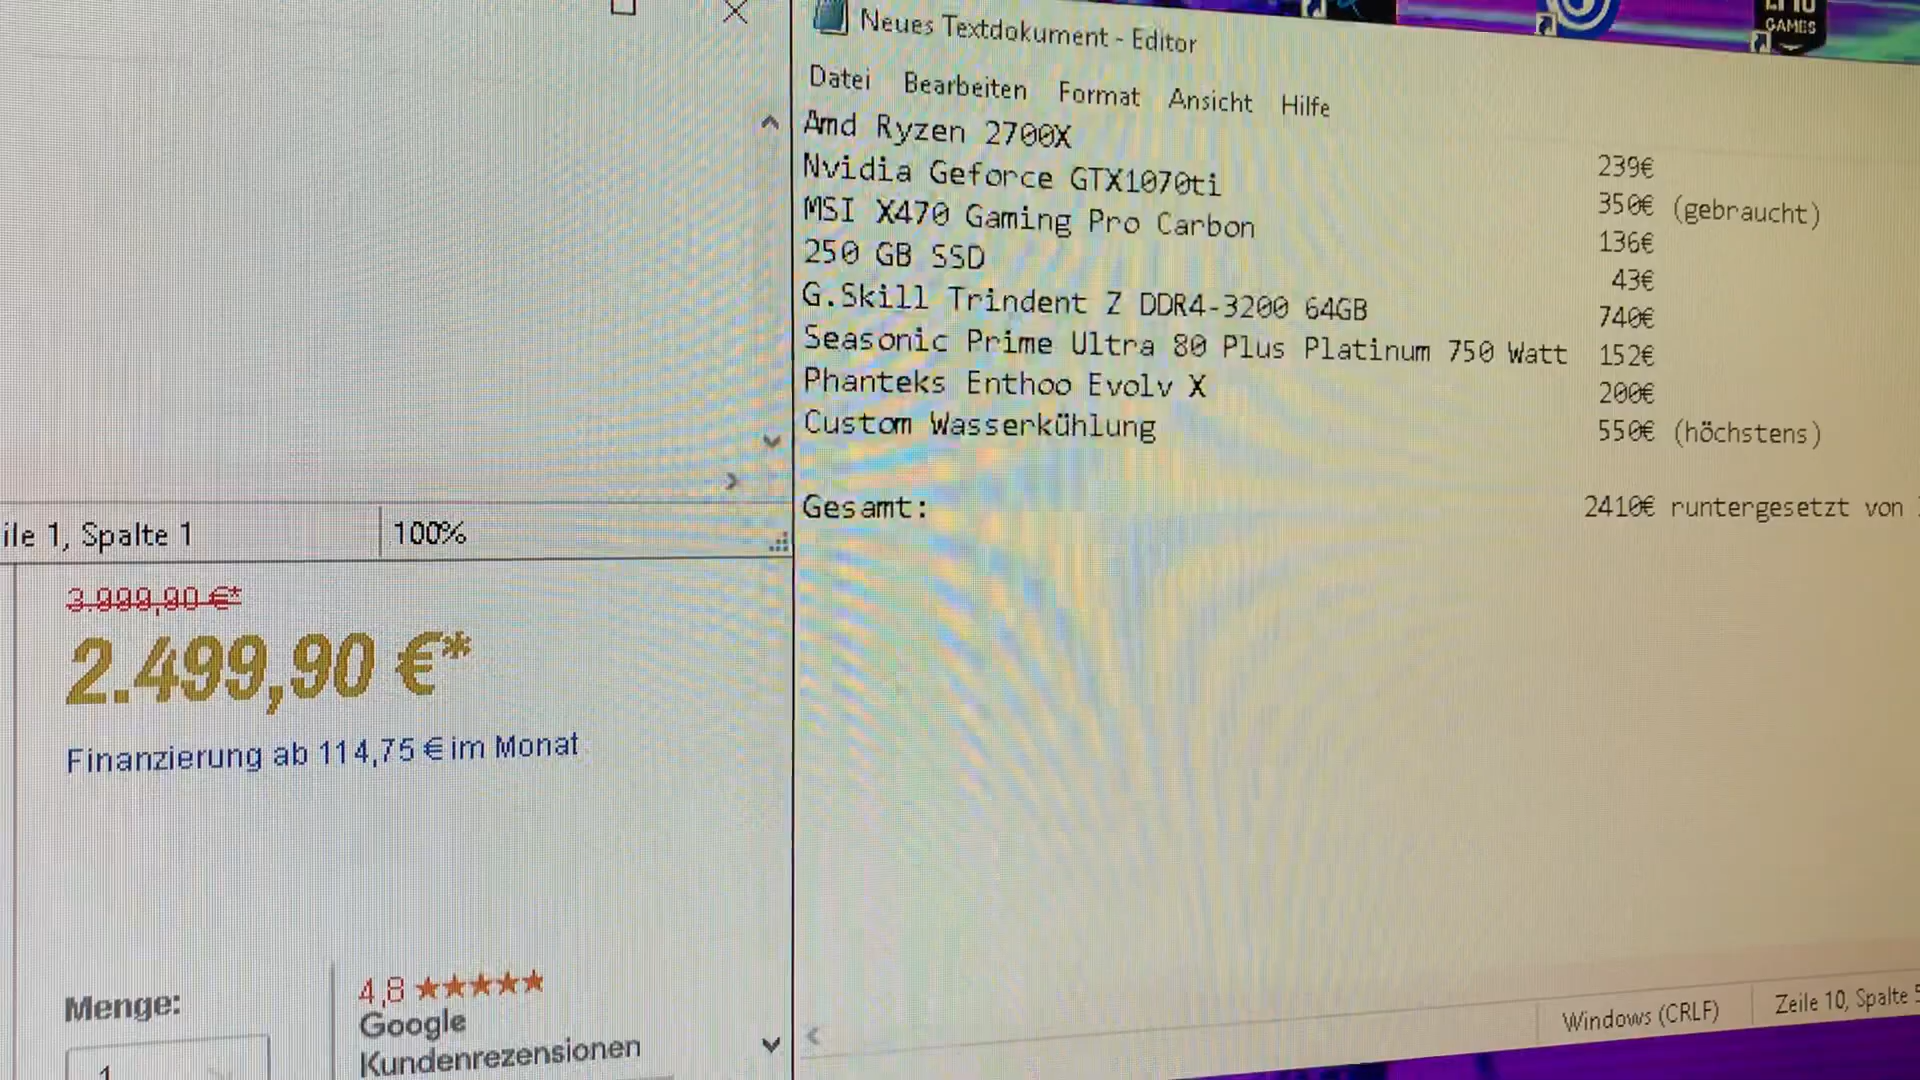 Neues Textdokument - Editor
Datei Bearbeiten Format Ansicht Hilfe
Amd Ryzen 2700X 239€
Nvidia Geforce GTX1070ti 350€ (gebraucht)
MSI X470 Gaming Pro Carbon 136€
250 GB SSD 43€
G.Skill Trindent Z DDR4-3200 64GB 740€
Seasonic Prime Ultra 80 Plus Platinum 750 Watt 152€
Phanteks Enthoo Evolv X 200€
Custom Wasserkühlung 550€ (höchstens)
Gesamt: 2410€ runtergesetzt von
ile 1, Spalte 1 100%
3.999,90 €*
2.499,90 €*
Finanzierung ab 114,75 € im Monat
Menge:
1
4,8
Google
Kundenrezensionen
Windows (CRLF) Zeile 10, Spalte
GAMES